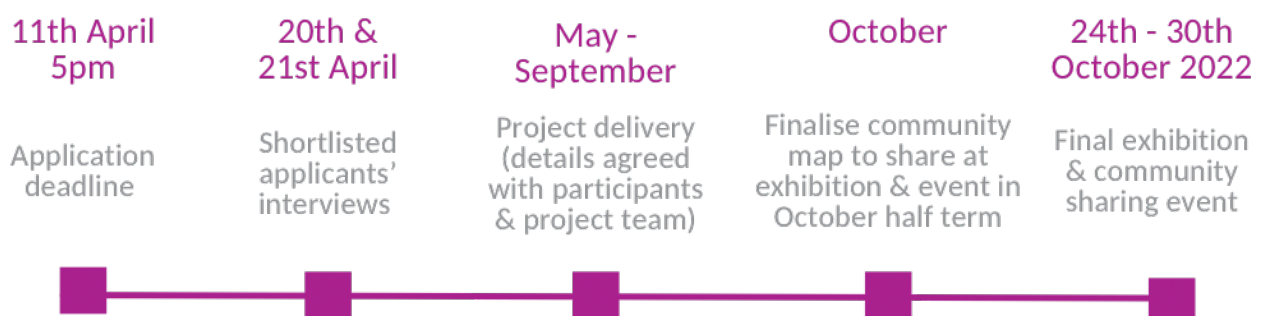 11th April
5pm
Application
deadline
20th &
21st April
Shortlisted
applicants’
interviews
May -
September
Project delivery
(details agreed
with participants
& project team)
October
Finalise community
map to share at
exhibition & event in
October half term
24th - 30th
October 2022
Final exhibition
& community
sharing event